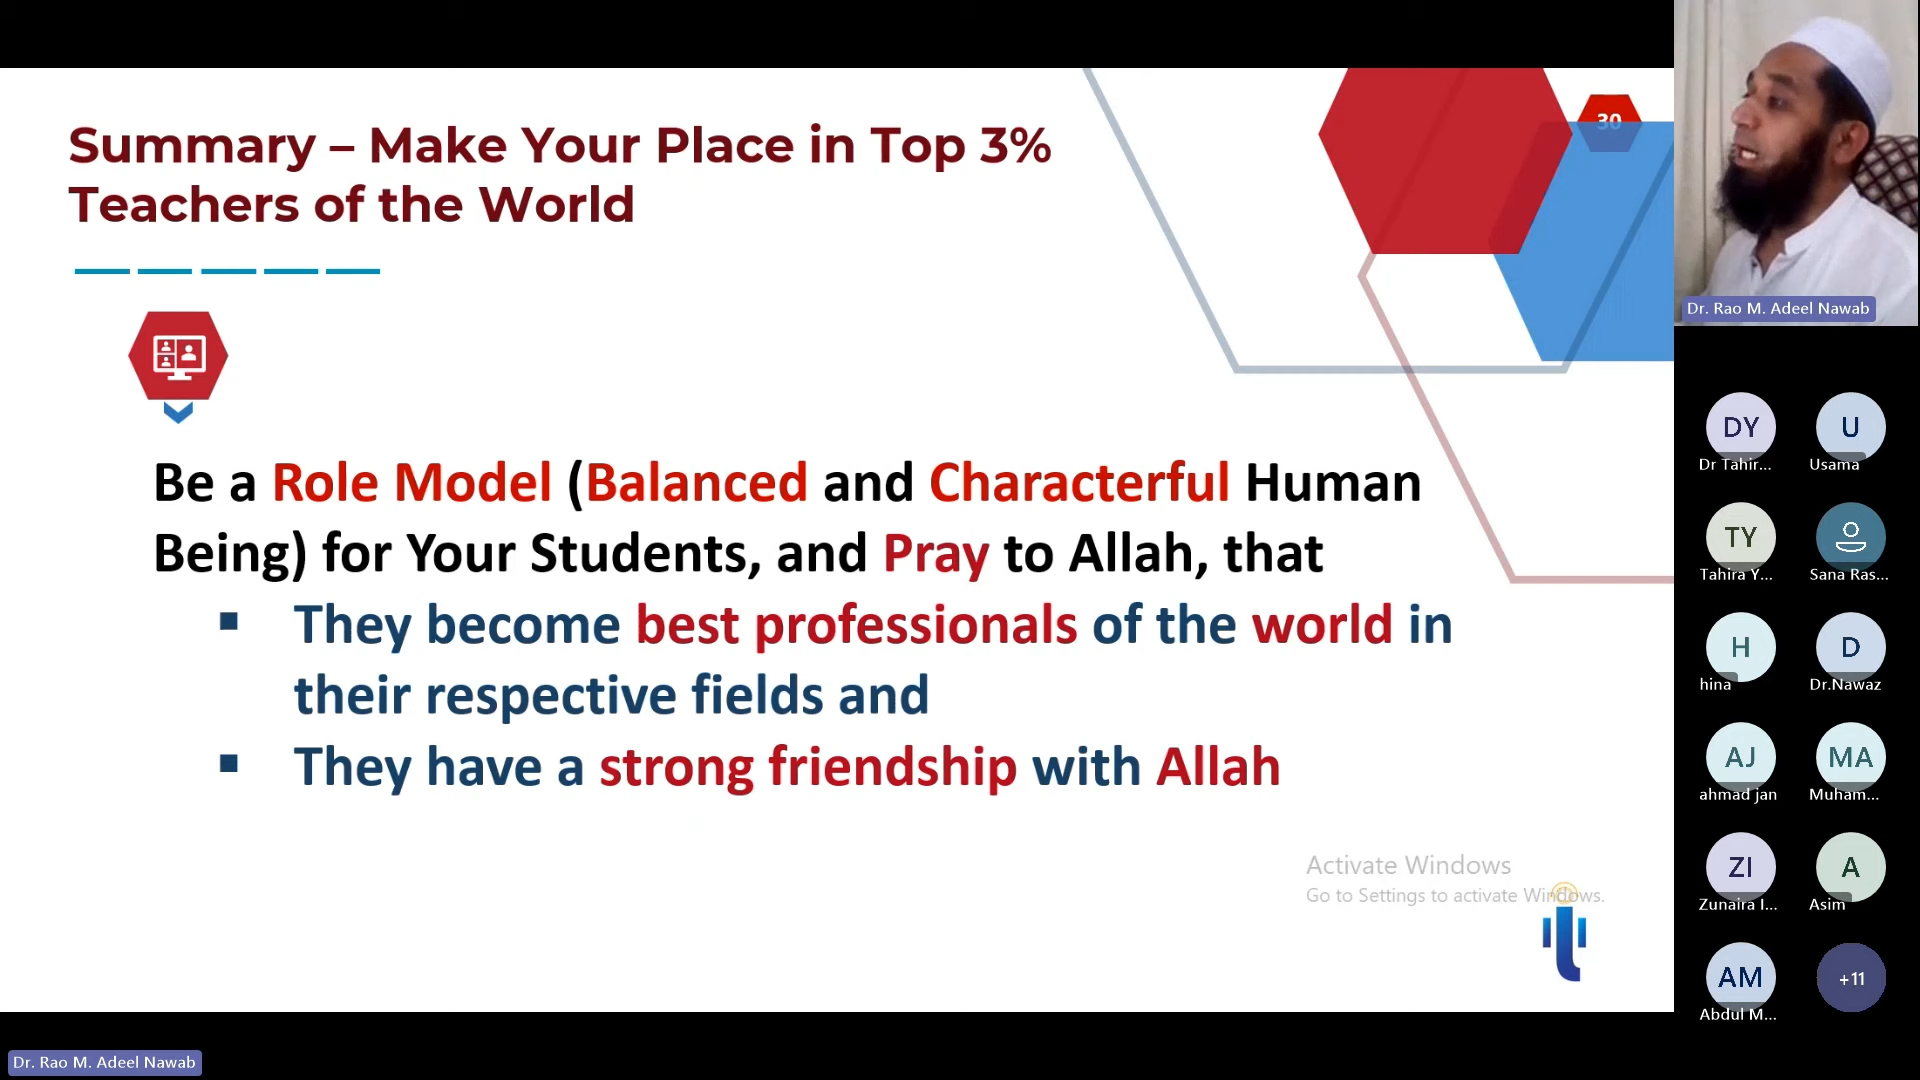 Summary – Make Your Place in Top 3%
Teachers of the World
30
Be a Role Model (Balanced and Characterful Human
Being) for Your Students, and Pray to Allah, that
▪ They become best professionals of the world in
their respective fields and
▪ They have a strong friendship with Allah
Activate Windows
Go to Settings to activate Windows.
Dr. Rao M. Adeel Nawab
DY
Dr Tahir...
U
Usama
TY
Tahira Y...
Sana Ras...
H
hina
D
Dr.Nawaz
AJ
ahmad jan
MA
Muham...
ZI
Zunaira I...
A
Asim
AM
Abdul M...
+11
Dr. Rao M. Adeel Nawab